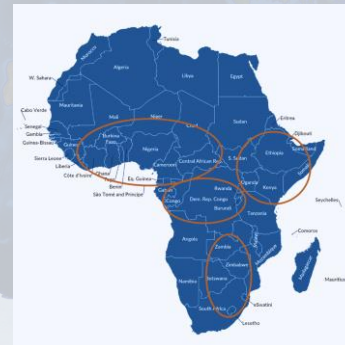 Tunisia
Morocco
Algeria
Libya
Egypt
W. Sahara
Mauritania
Mali
Niger
Chad
Sudan
Eritrea
Cabo Verde
Senegal
Gambia
Guinea-Bissau
Guinea
Sierra Leone
Liberia
Côte d'Ivoire
Burkina
Faso
Ghana
Togo
Benin
Nigeria
Cameroon
Central African Rep.
S. Sudan
Ethiopia
Djibouti
Somaliland
Somalia
Eq. Guinea
São Tomé and Principe
Gabon
Congo
Dem. Rep. Congo
Uganda
Kenya
Rwanda
Burundi
Tanzania
Seychelles
Comoros
Angola
Zambia
Malawi
Mozambique
Zimbabwe
Namibia
Botswana
Madagascar
Mauritius
South Africa
eSwatini
Lesotho